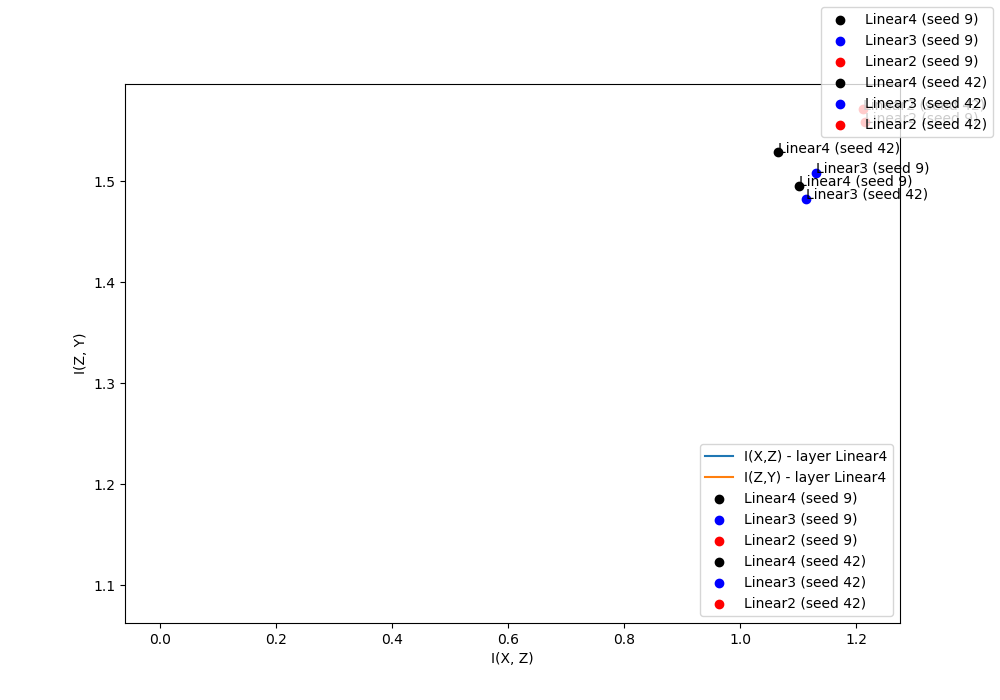 Linear4 (seed 9)
Linear3 (seed 9)
Linear2 (seed 9)
Linear4 (seed 42)
Linear3 (seed 42)
Linear2 (seed 42)
Linear4 (seed 42)
Linear3 (seed 9)
Linear4 (seed 9)
Linear3 (seed 42)
1.5
1.4
1.3
1.2
1.1
I(Z, Y)
I(X,Z) - layer Linear4
I(Z,Y) - layer Linear4
Linear4 (seed 9)
Linear3 (seed 9)
Linear2 (seed 9)
Linear4 (seed 42)
Linear3 (seed 42)
Linear2 (seed 42)
0.0 0.2 0.4 0.6 0.8 1.0 1.2
I(X, Z)